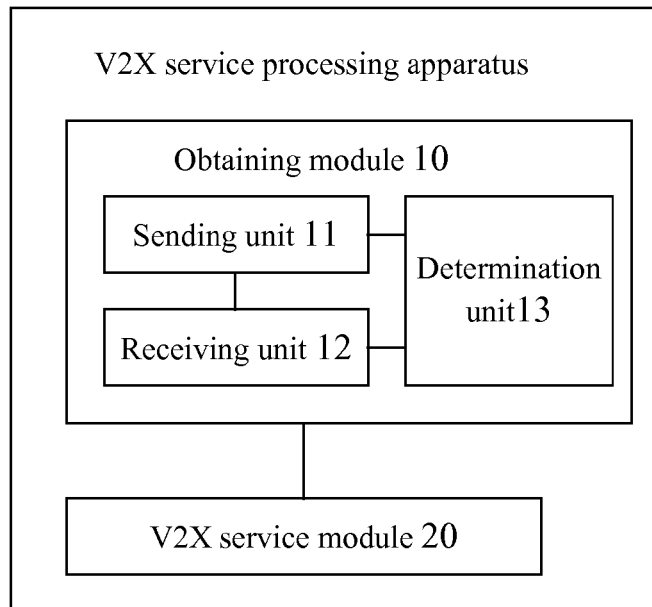 V2X service processing apparatus
Obtaining module 10
Sending unit 11
Determination
unit13
Receiving unit 12
V2X service module 20